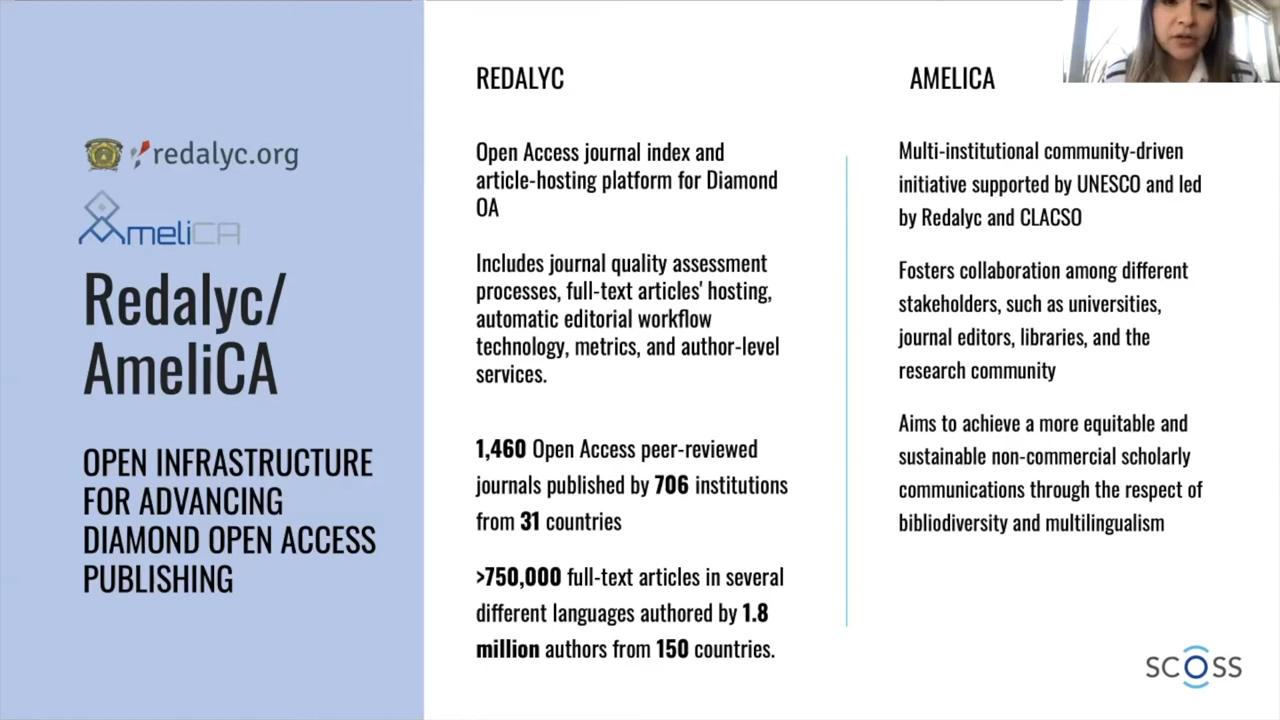 redalyc.org
AmeliCA
Redalyc/
AmeliCA
OPEN INFRASTRUCTURE
FOR ADVANCING
DIAMOND OPEN ACCESS
PUBLISHING
REDALYC
Open Access journal index and
article-hosting platform for Diamond
OA
Includes journal quality assessment
processes, full-text articles' hosting,
automatic editorial workflow
technology, metrics, and author-level
services.
1,460 Open Access peer-reviewed
journals published by 706 institutions
from 31 countries
>750,000 full-text articles in several
different languages authored by 1.8
million authors from 150 countries.
AMELICA
Multi-institutional community-driven
initiative supported by UNESCO and led
by Redalyc and CLACSO
Fosters collaboration among different
stakeholders, such as universities,
journal editors, libraries, and the
research community
Aims to achieve a more equitable and
sustainable non-commercial scholarly
communications through the respect of
bibliodiversity and multilingualism
SCOSS